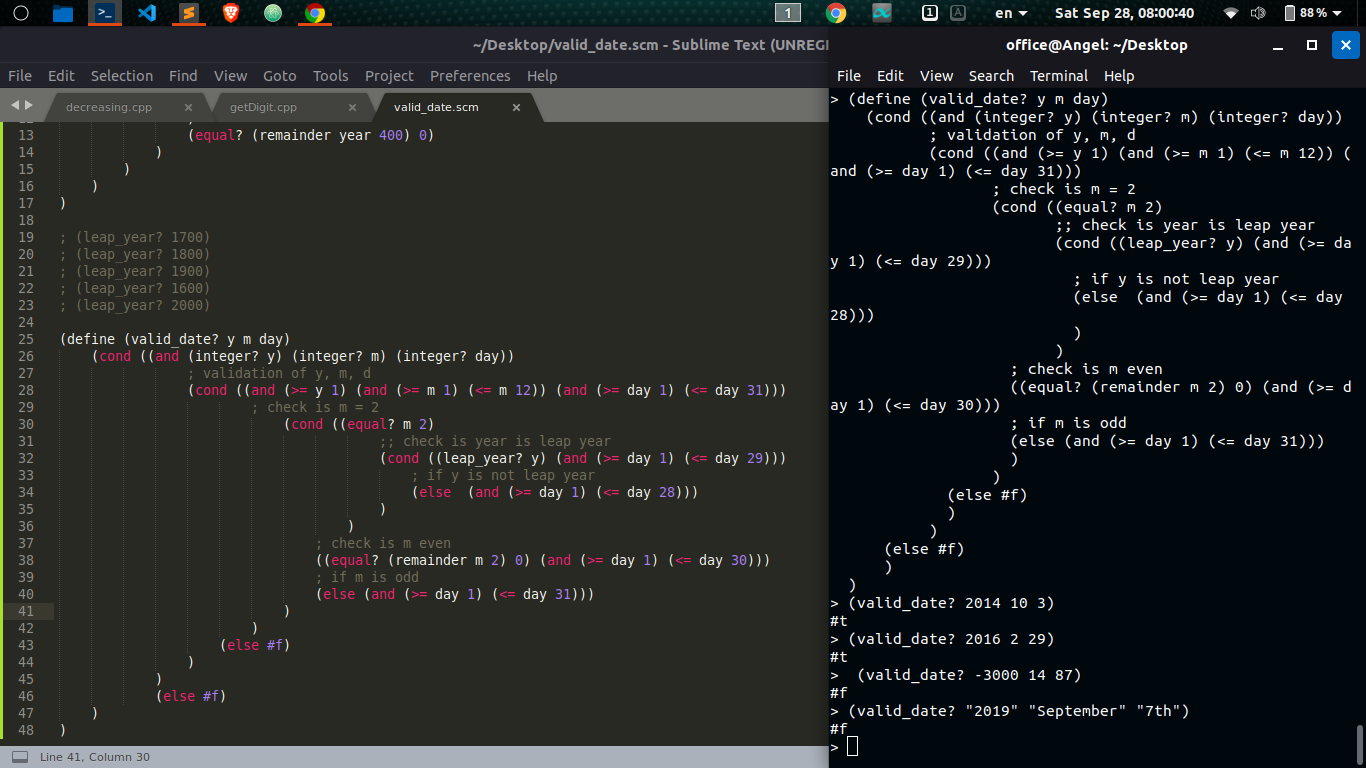 1
1
A
en
Sat Sep 28, 08:00:40
88 %
~/Desktop/valid_date.scm - Sublime Text (UNREGI
File Edit Selection Find View Goto Tools Project Preferences Help
decreasing.cpp × getDigit.cpp × valid_date.scm ×
13 (equal? (remainder year 400) 0)
14 )
15 )
16 )
17 )
18
19 ; (leap_year? 1700)
20 ; (leap_year? 1800)
21 ; (leap_year? 1900)
22 ; (leap_year? 1600)
23 ; (leap_year? 2000)
24
25 (define (valid_date? y m day)
26 (cond ((and (integer? y) (integer? m) (integer? day))
27 ; validation of y, m, d
28 (cond ((and (>= y 1) (and (>= m 1) (<= m 12)) (and (>= day 1) (<= day 31)))
29 ; check is m = 2
30 (cond ((equal? m 2)
31 ;; check is year is leap year
32 (cond ((leap_year? y) (and (>= day 1) (<= day 29)))
33 ; if y is not leap year
34 (else  (and (>= day 1) (<= day 28)))
35 )
36 )
37 ; check is m even
38 ((equal? (remainder m 2) 0) (and (>= day 1) (<= day 30)))
39 ; if m is odd
40 (else (and (>= day 1) (<= day 31)))
41 )
42 )
43 (else #f)
44 )
45 )
46 (else #f)
47 )
48 )
Line 41, Column 30
office@Angel: ~/Desktop
File Edit View Search Terminal Help
> (define (valid_date? y m day)
(cond ((and (integer? y) (integer? m) (integer? day))
; validation of y, m, d
(cond ((and (>= y 1) (and (>= m 1) (<= m 12)) (
and (>= day 1) (<= day 31)))
; check is m = 2
(cond ((equal? m 2)
;; check is year is leap year
(cond ((leap_year? y) (and (>= da
y 1) (<= day 29)))
; if y is not leap year
(else  (and (>= day 1) (<= day
28)))
)
)
; check is m even
((equal? (remainder m 2) 0) (and (>= d
ay 1) (<= day 30)))
; if m is odd
(else (and (>= day 1) (<= day 31)))
)
)
(else #f)
)
)
(else #f)
)
)
> (valid_date? 2014 10 3)
#t
> (valid_date? 2016 2 29)
#t
>  (valid_date? -3000 14 87)
#f
> (valid_date? "2019" "September" "7th")
#f
>